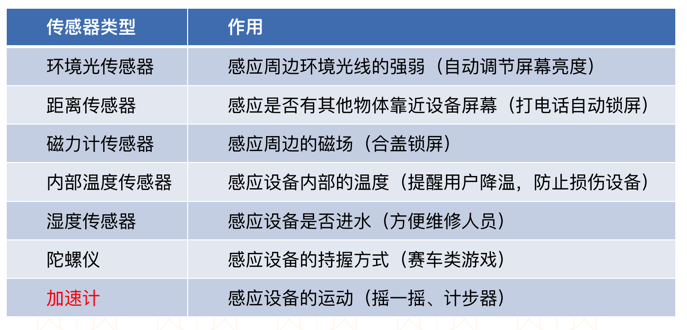 传感器类型 作用
环境光传感器 感应周边环境光线的强弱（自动调节屏幕亮度）
距离传感器 感应是否有其他物体靠近设备屏幕（打电话自动锁屏）
磁力计传感器 感应周边的磁场（合盖锁屏）
内部温度传感器 感应设备内部的温度（提醒用户降温，防止损伤设备）
湿度传感器 感应设备是否进水（方便维修人员）
陀螺仪 感应设备的持握方式（赛车类游戏）
加速计 感应设备的运动（摇一摇、计步器）